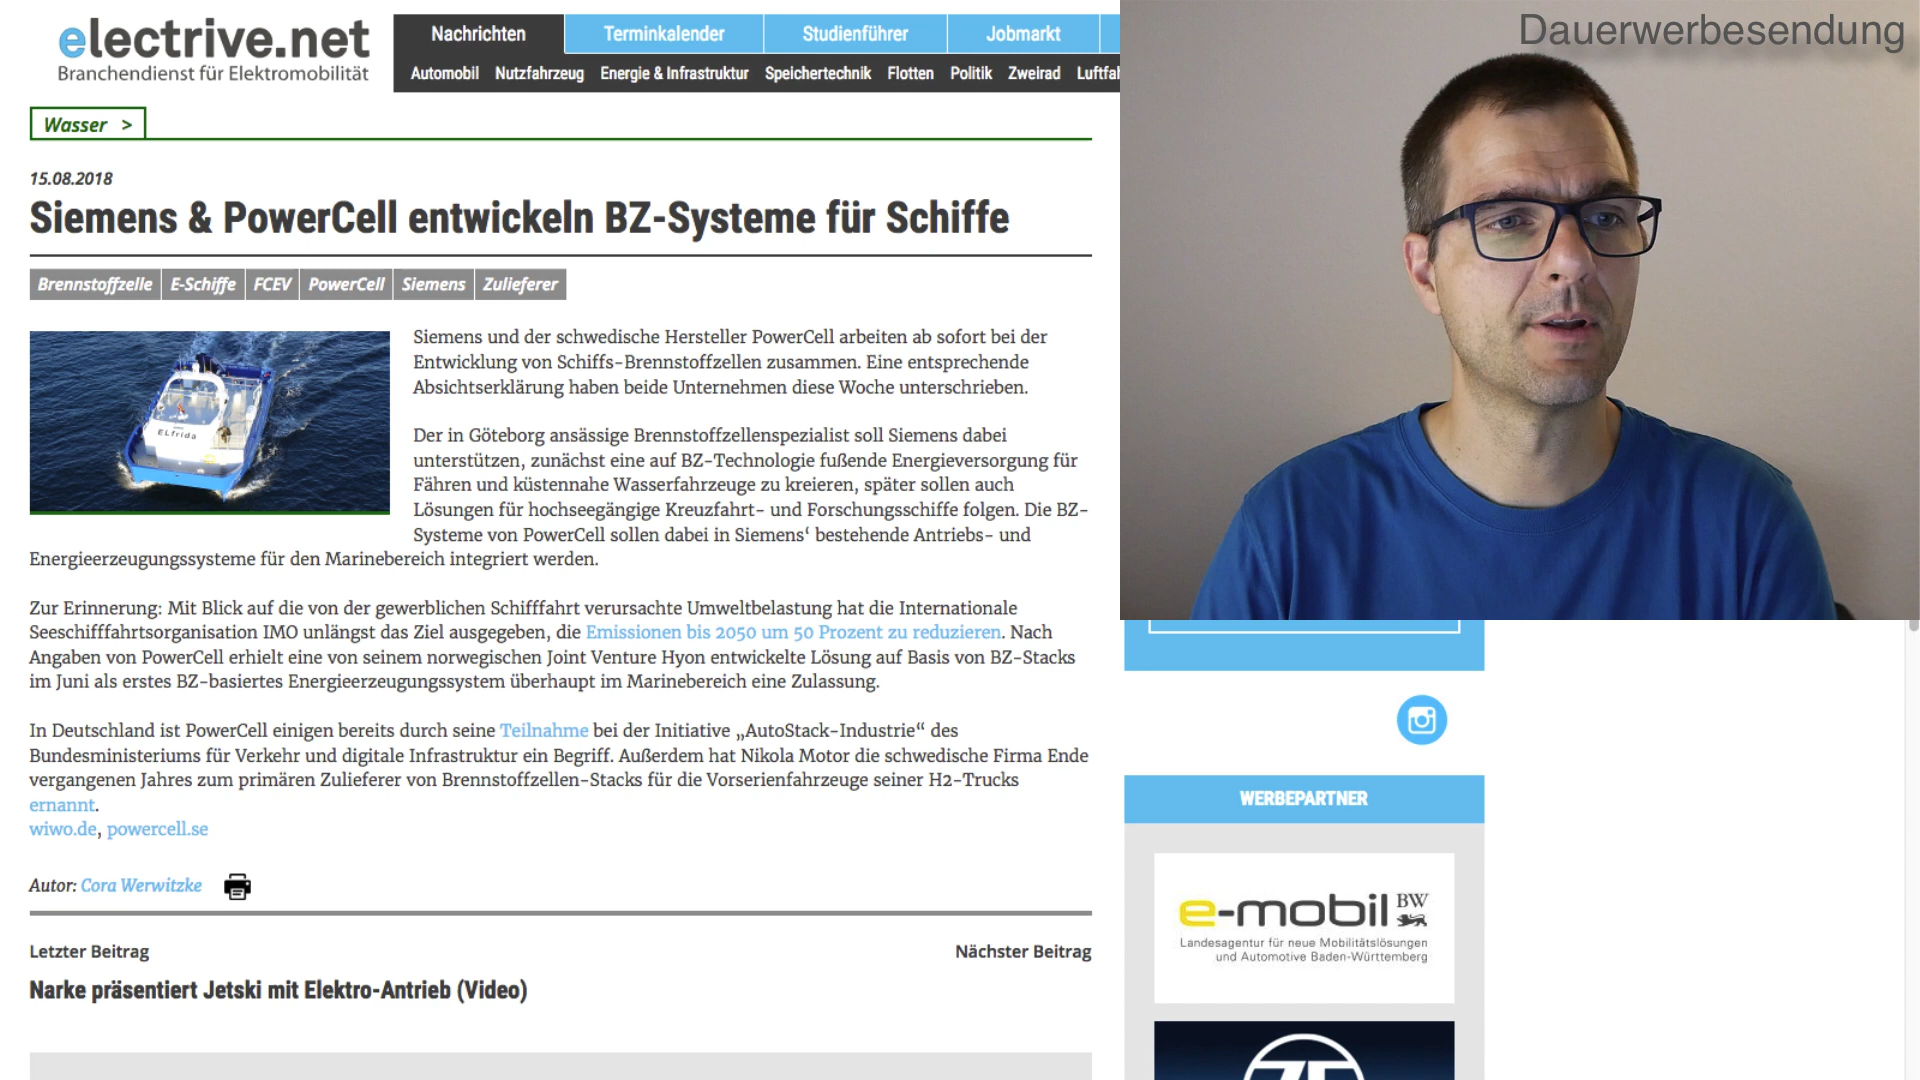 electrive.net
Branchendienst für Elektromobilität
Nachrichten
Terminkalender
Studienführer
Jobmarkt
Automobil
Nutzfahrzeug
Energie & Infrastruktur
Speichertechnik
Flotten
Politik
Zweirad
Dauerwerbesendung
Wasser >
15.08.2018
Siemens & PowerCell entwickeln BZ-Systeme für Schiffe
Brennstoffzelle
E-Schiffe
FCEV
PowerCell
Siemens
Zulieferer
ELfrida
Siemens und der schwedische Hersteller PowerCell arbeiten ab sofort bei der
Entwicklung von Schiffs-Brennstoffzellen zusammen. Eine entsprechende
Absichtserklärung haben beide Unternehmen diese Woche unterschrieben.
Der in Göteborg ansässige Brennstoffzellenspezialist soll Siemens dabei
unterstützen, zunächst eine auf BZ-Technologie fußende Energieversorgung für
Fähren und küstennahe Wasserfahrzeuge zu kreieren, später sollen auch
Lösungen für hochseegängige Kreuzfahrt- und Forschungsschiffe folgen. Die BZ-
Systeme von PowerCell sollen dabei in Siemens‘ bestehende Antriebs- und
Energieerzeugungssysteme für den Marinebereich integriert werden.
Zur Erinnerung: Mit Blick auf die von der gewerblichen Schifffahrt verursachte Umweltbelastung hat die Internationale
Seeschifffahrtsorganisation IMO unlängst das Ziel ausgegeben, die Emissionen bis 2050 um 50 Prozent zu reduzieren. Nach
Angaben von PowerCell erhielt eine von seinem norwegischen Joint Venture Hyon entwickelte Lösung auf Basis von BZ-Stacks
im Juni als erstes BZ-basiertes Energieerzeugungssystem überhaupt im Marinebereich eine Zulassung.
In Deutschland ist PowerCell einigen bereits durch seine Teilnahme bei der Initiative „AutoStack-Industrie“ des
Bundesministeriums für Verkehr und digitale Infrastruktur ein Begriff. Außerdem hat Nikola Motor die schwedische Firma Ende
vergangenen Jahres zum primären Zulieferer von Brennstoffzellen-Stacks für die Vorserienfahrzeuge seiner H2-Trucks
ernannt.
wiwo.de, powercell.se
Autor: Cora Werwitzke
Letzter Beitrag
Nächster Beitrag
Narke präsentiert Jetski mit Elektro-Antrieb (Video)
WERBEPARTNER
e-mobil BW
Landesagentur für neue Mobilitätslösungen
und Automotive Baden-Württemberg